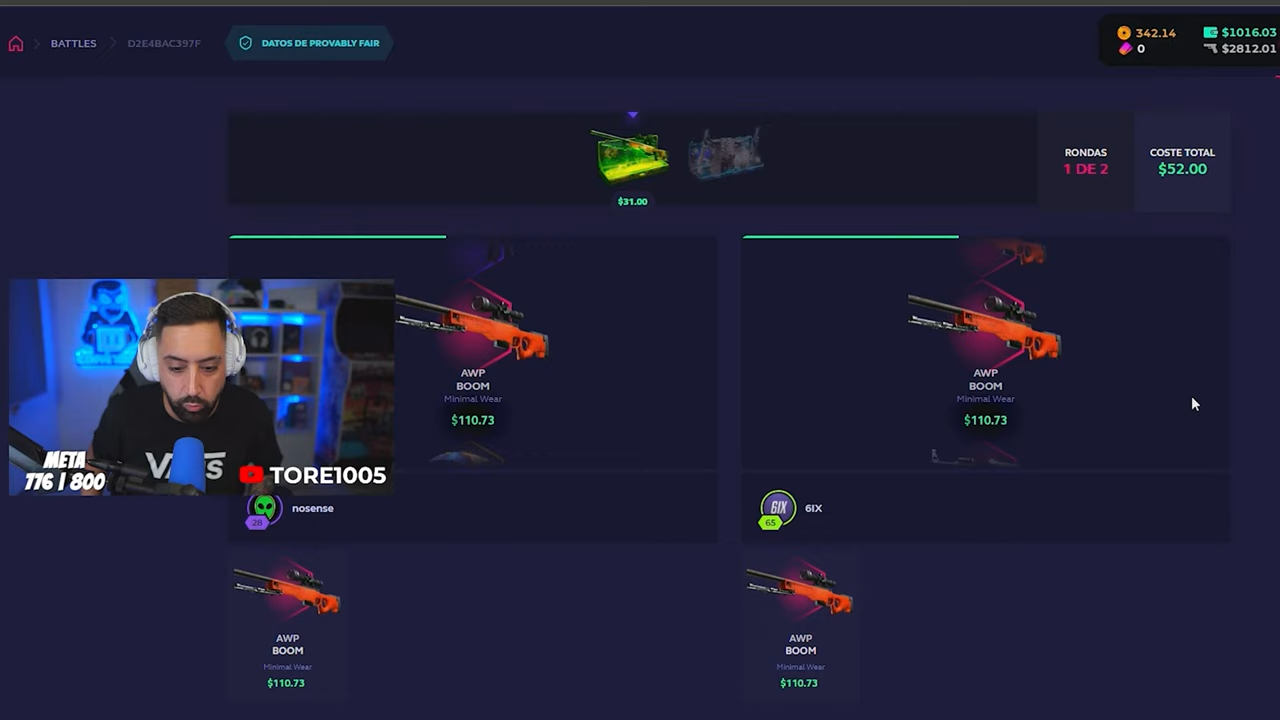 BATTLES
D2E4BAC397F
DATOS DE PROVABLY FAIR
342.14
$1016.03
0
$2812.01
$31.00
RONDAS
1 DE 2
COSTE TOTAL
$52.00
AWP
BOOM
Minimal Wear
$110.73
AWP
BOOM
Minimal Wear
$110.73
META
776 | 800
VANS
TORE1005
28
nosense
6IX
65
6IX
AWP
BOOM
Minimal Wear
$110.73
AWP
BOOM
Minimal Wear
$110.73